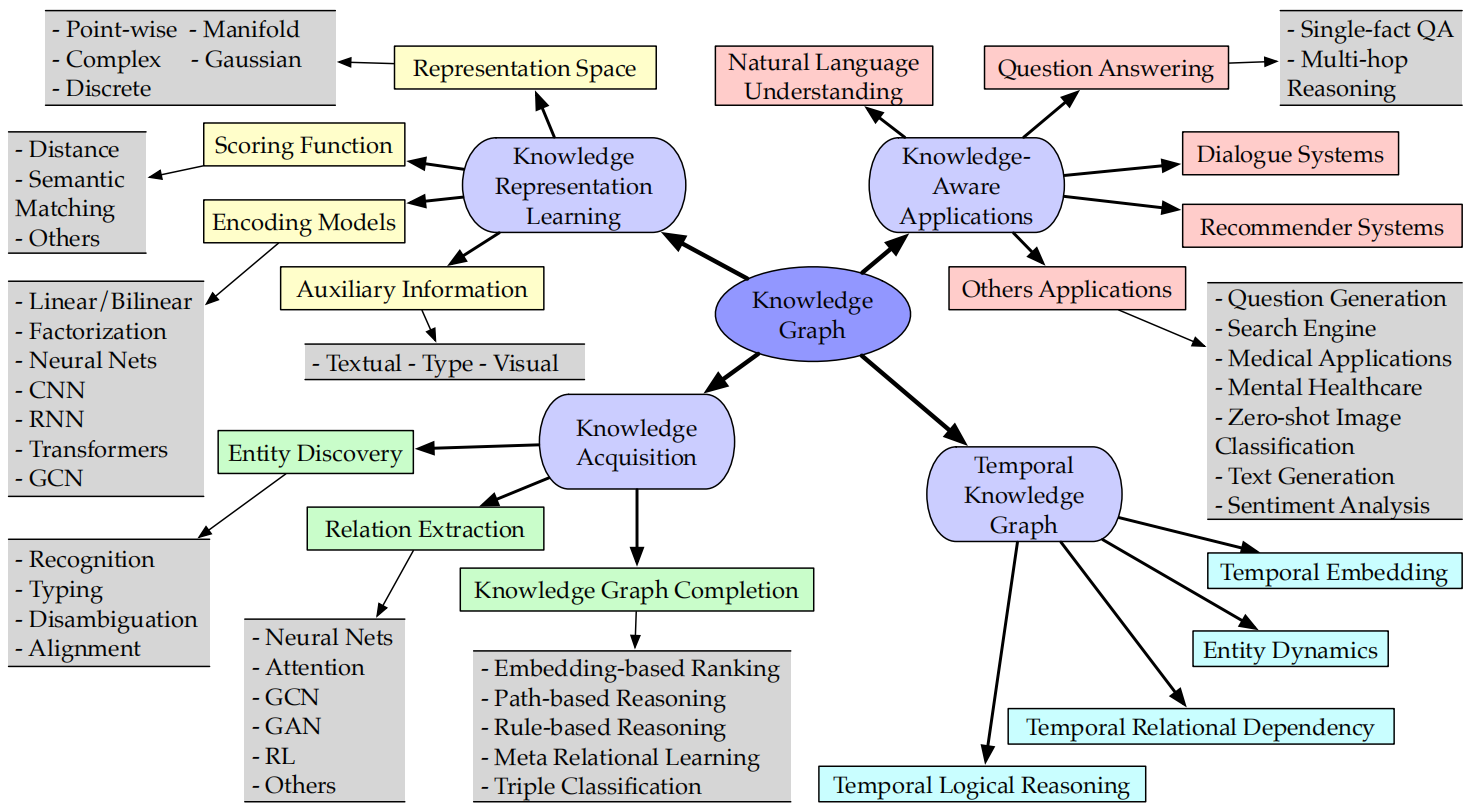 - Point-wise - Manifold
- Complex - Gaussian
- Discrete
Representation Space
Natural Language
Understanding
Question Answering
- Single-fact QA
- Multi-hop
Reasoning
Scoring Function
- Distance
- Semantic
Matching
- Others
Knowledge
Representation
Learning
Knowledge-
Aware
Applications
Dialogue Systems
Encoding Models
Recommender Systems
- Linear/Bilinear
- Factorization
- Neural Nets
- CNN
- RNN
- Transformers
- GCN
Auxiliary Information
- Textual - Type - Visual
Knowledge
Graph
Others Applications
- Question Generation
- Search Engine
- Medical Applications
- Mental Healthcare
- Zero-shot Image
Classification
- Text Generation
- Sentiment Analysis
Knowledge
Acquisition
Entity Discovery
- Recognition
- Typing
- Disambiguation
- Alignment
Relation Extraction
- Neural Nets
- Attention
- GCN
- GAN
- RL
- Others
Knowledge Graph Completion
- Embedding-based Ranking
- Path-based Reasoning
- Rule-based Reasoning
- Meta Relational Learning
- Triple Classification
Temporal
Knowledge
Graph
Temporal Embedding
Entity Dynamics
Temporal Relational Dependency
Temporal Logical Reasoning